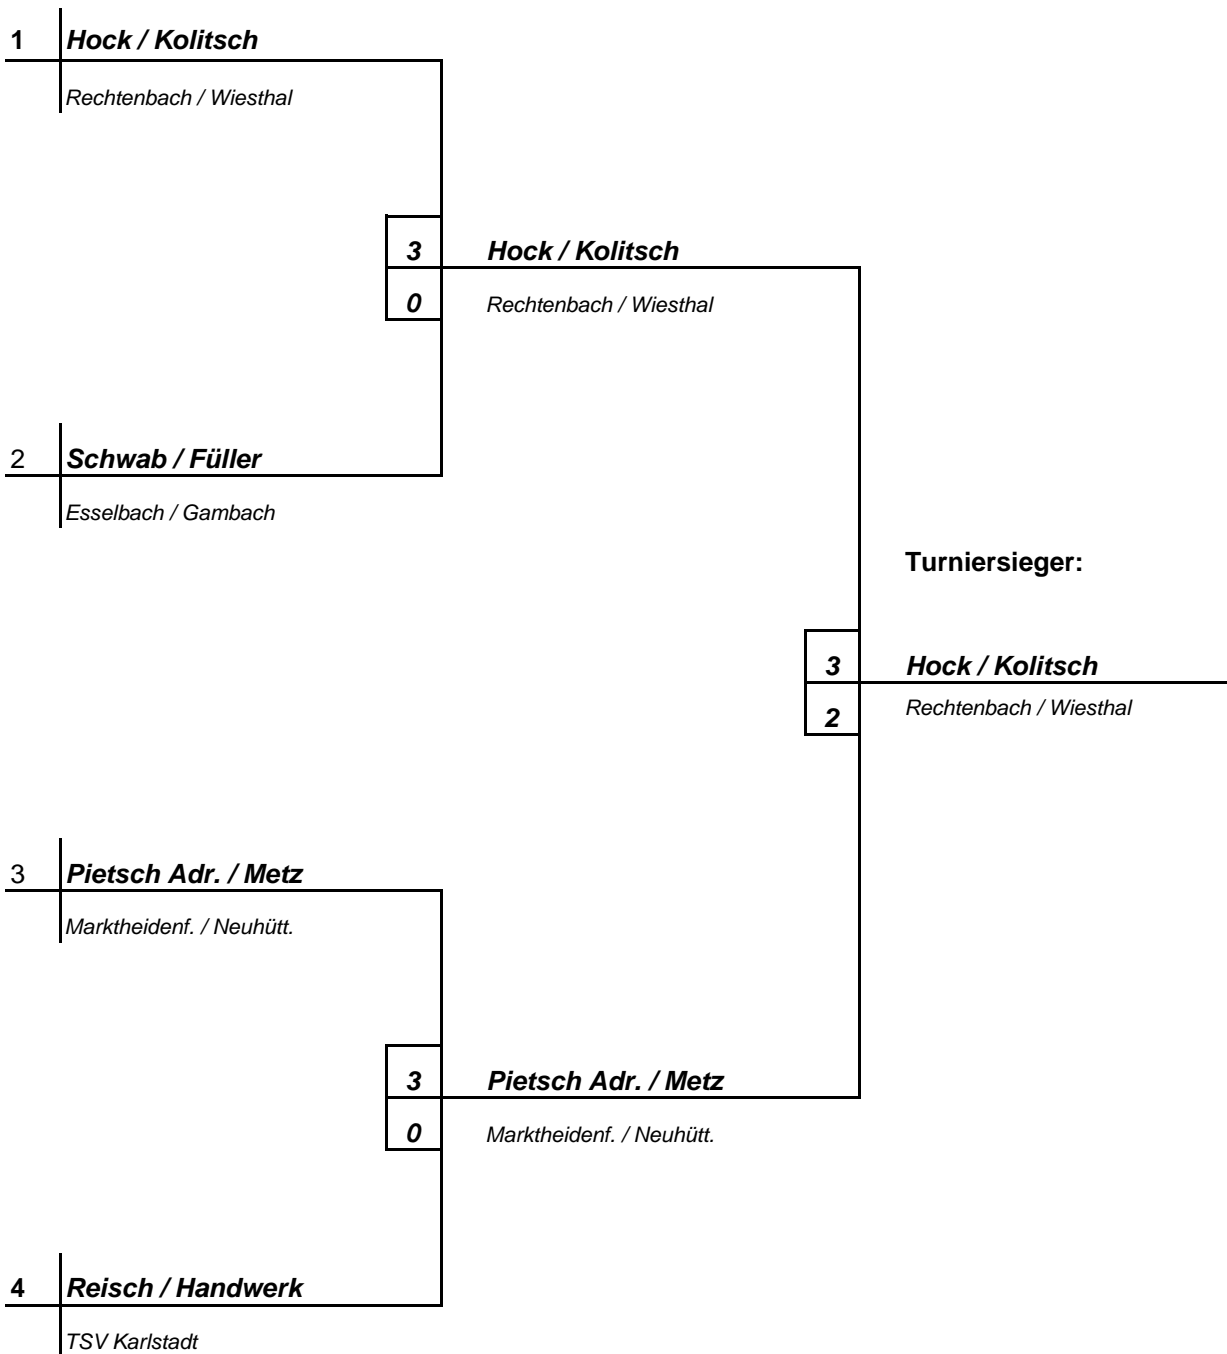 1 Hock / Kolitsch
Rechtenbach / Wiesthal
3 Hock / Kolitsch
0 Rechtenbach / Wiesthal
2 Schwab / Füller
Esselbach / Gambach
Turniersieger:
3 Hock / Kolitsch
2 Rechtenbach / Wiesthal
3 Pietsch Adr. / Metz
Marktheidenf. / Neuhütt.
3 Pietsch Adr. / Metz
0 Marktheidenf. / Neuhütt.
4 Reisch / Handwerk
TSV Karlstadt